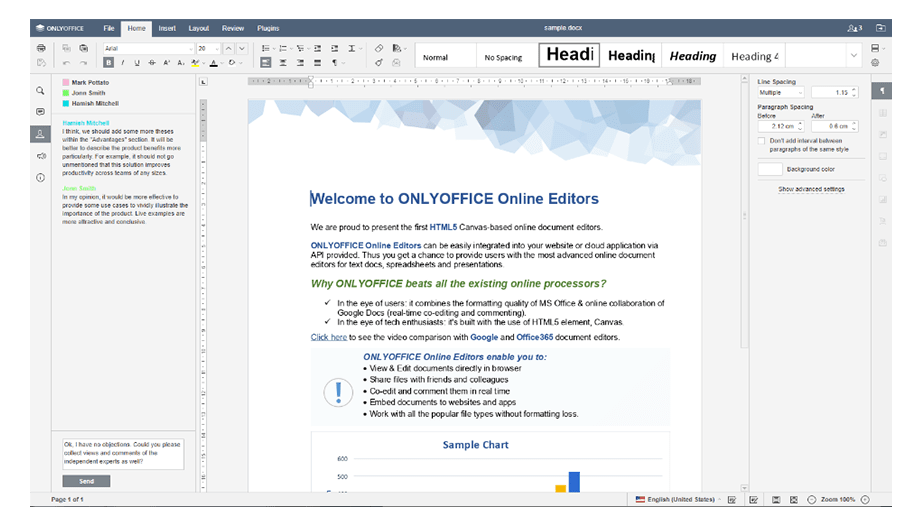 ONLYOFFICE File Home Insert Layout Review Plugins sample.docx 3
Arial 20
Normal No Spacing Headi Heading Heading Heading 4
Mark Pottato
Jonn Smith
Hamish Mitchell
Hamish Mitchell
I think, we should add some more theses
within the "Advantages" section. It will be
better to describe the product benefits more
particularly. For example, it should not go
unmentioned that this solution improves
productivity across teams of any sizes.
Jonn Smith
In my opinion, it would be more effective to
provide some use cases to vividly illustrate the
importance of the product. Live examples are
more attractive and conclusive.
Ok, I have no objections. Could you please
collect views and comments of the
independent experts as well?
Send
Welcome to ONLYOFFICE Online Editors
We are proud to present the first HTML5 Canvas-based online document editors.
ONLYOFFICE Online Editors can be easily integrated into your website or cloud application via
API provided. Thus you get a chance to provide users with the most advanced online document
editors for text docs, spreadsheets and presentations.
Why ONLYOFFICE beats all the existing online processors?
✓ In the eye of users: it combines the formatting quality of MS Office & online collaboration of
Google Docs (real-time co-editing and commenting).
✓ In the eye of tech enthusiasts: it's built with the use of HTML5 element, Canvas.
Click here to see the video comparison with Google and Office365 document editors.
ONLYOFFICE Online Editors enable you to:
• View & Edit documents directly in browser
• Share files with friends and colleagues
• Co-edit and comment them in real time
• Embed documents to websites and apps
• Work with all the popular file types without formatting loss.
Sample Chart
600
500
Line Spacing
Multiple 1.15
Paragraph Spacing
Before After
2.12 cm 0.6 cm
Don't add interval between
paragraphs of the same style
Background color
Show advanced settings
Page 1 of 1 English (United States) Zoom 100%